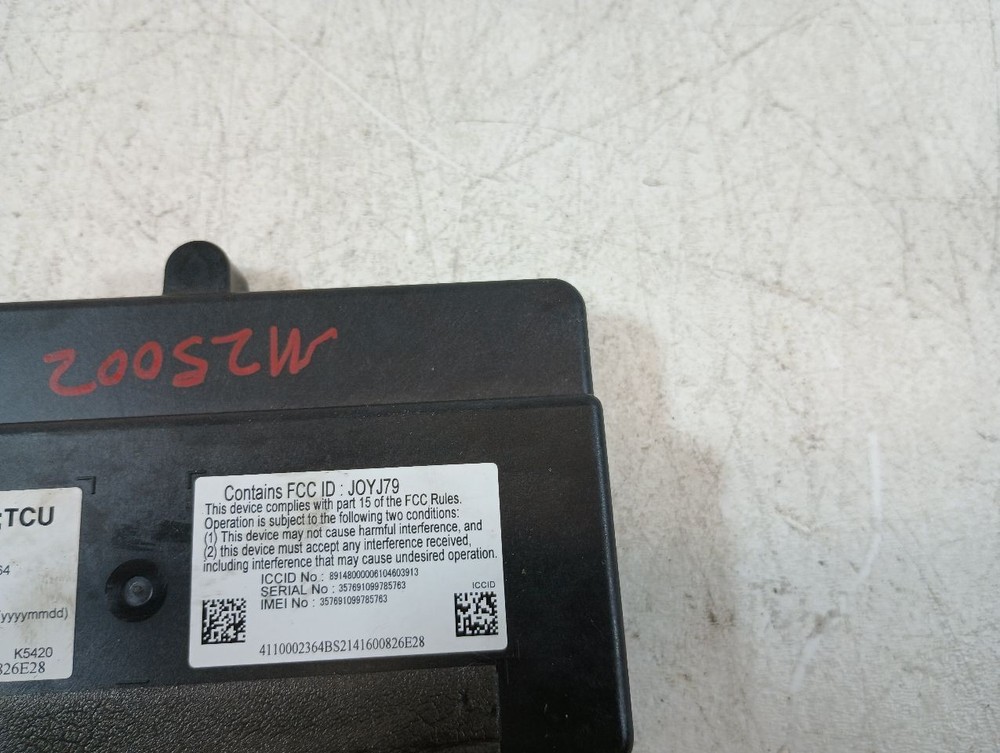 M25002
TCU
64
(yyyymmdd)
K5420
826E28
Contains FCC ID : JOYJ79
This device complies with part 15 of the FCC Rules.
Operation is subject to the following two conditions:
(1) This device may not cause harmful interference, and
(2) this device must accept any interference received,
including interference that may cause undesired operation.
ICCID No : 89148000006104603913
SERIAL No : 357691099785763
IMEI No : 357691099785763
ICCID
4110002364BS2141600826E28